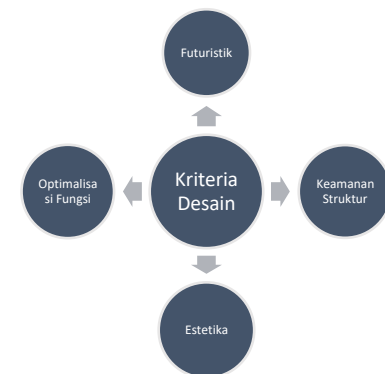 Futuristik
Optimalisa
si Fungsi
Kriteria
Desain
Keamanan
Struktur
Estetika